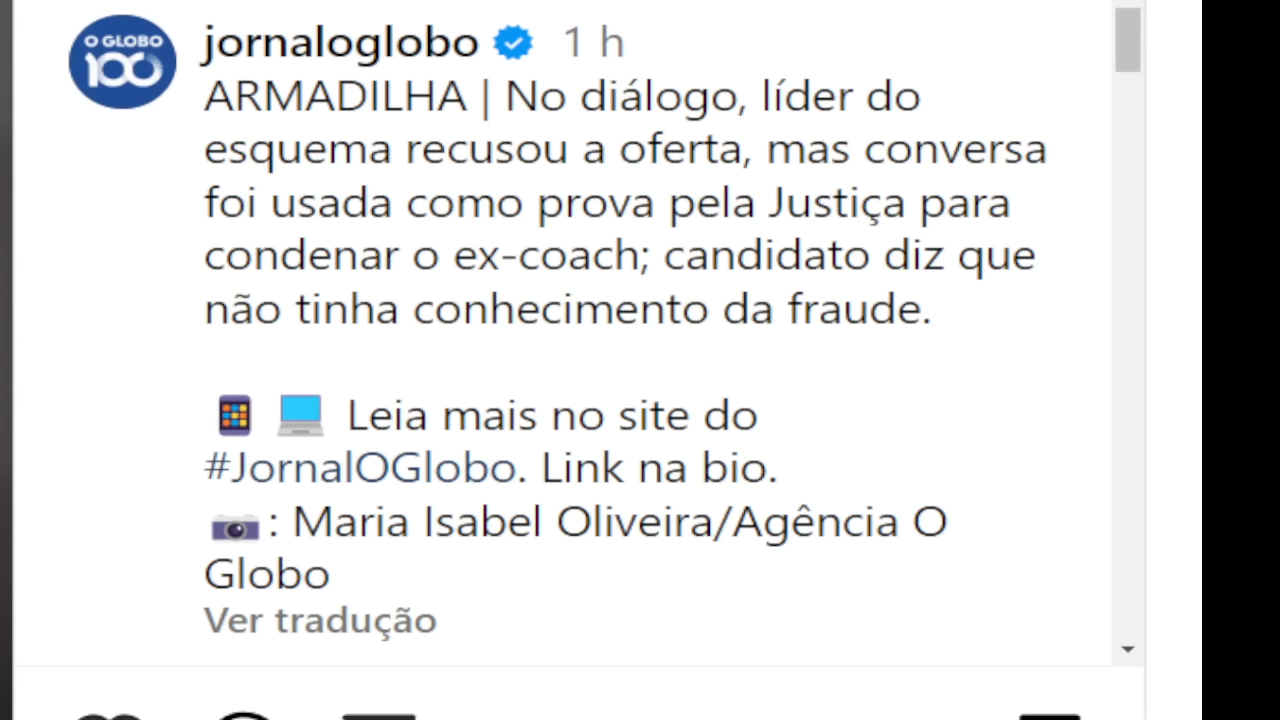 O GLOBO
100
jornaloglobo 1 h
ARMADILHA | No diálogo, líder do
esquema recusou a oferta, mas conversa
foi usada como prova pela Justiça para
condenar o ex-coach; candidato diz que
não tinha conhecimento da fraude.
Leia mais no site do
#JornalOGlobo. Link na bio.
: Maria Isabel Oliveira/Agência O
Globo
Ver tradução